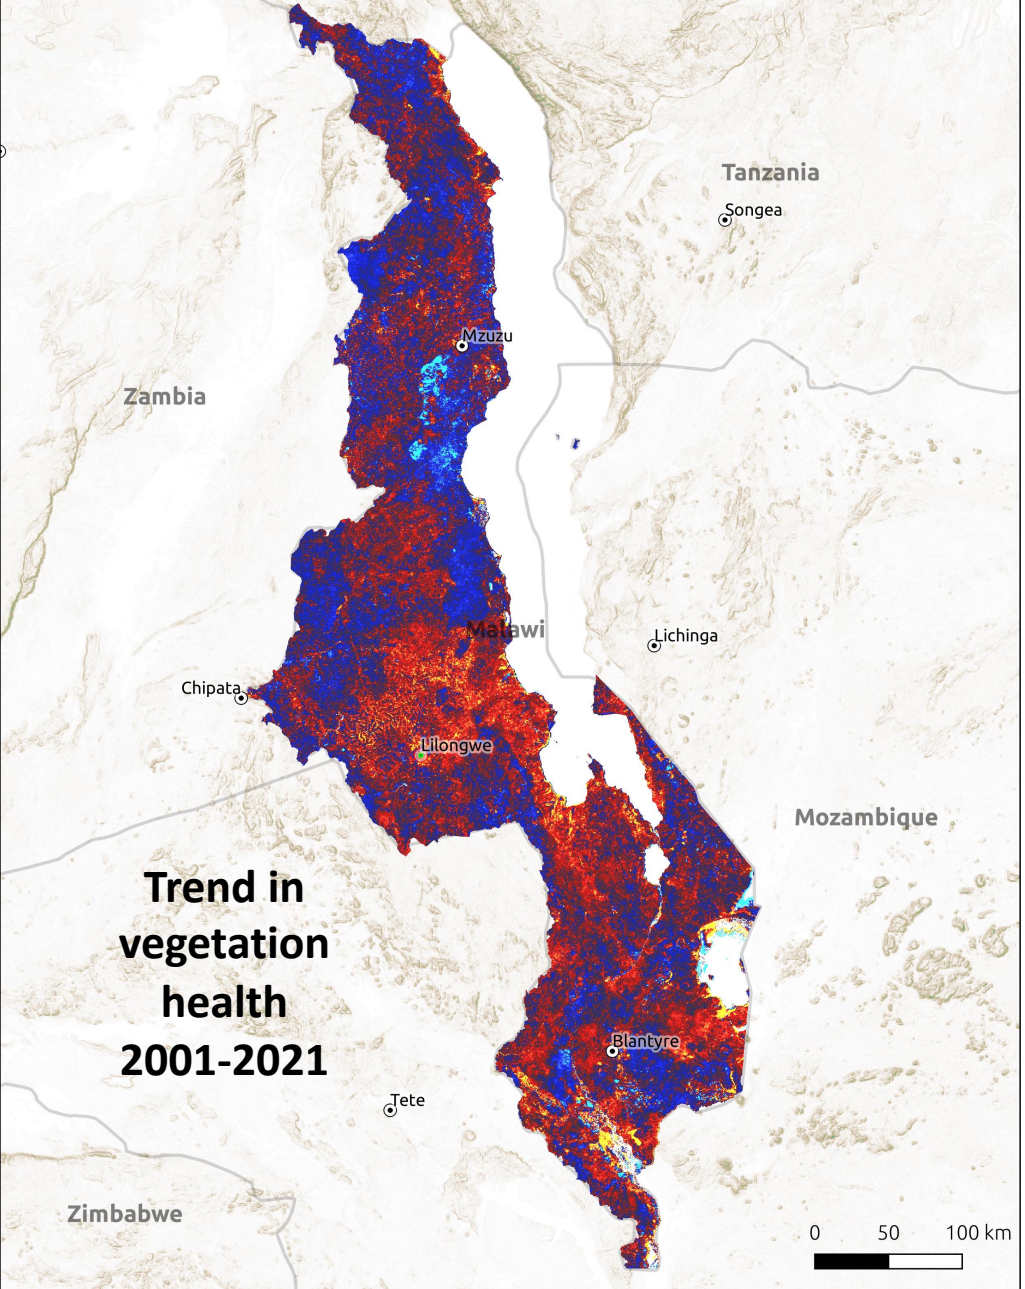 Tanzania
Songea
Mzuzu
Zambia
Malawi
Lichinga
Chipata
Lilongwe
Mozambique
Trend in
vegetation
health
2001-2021
Blantyre
Tete
Zimbabwe
0 50 100 km